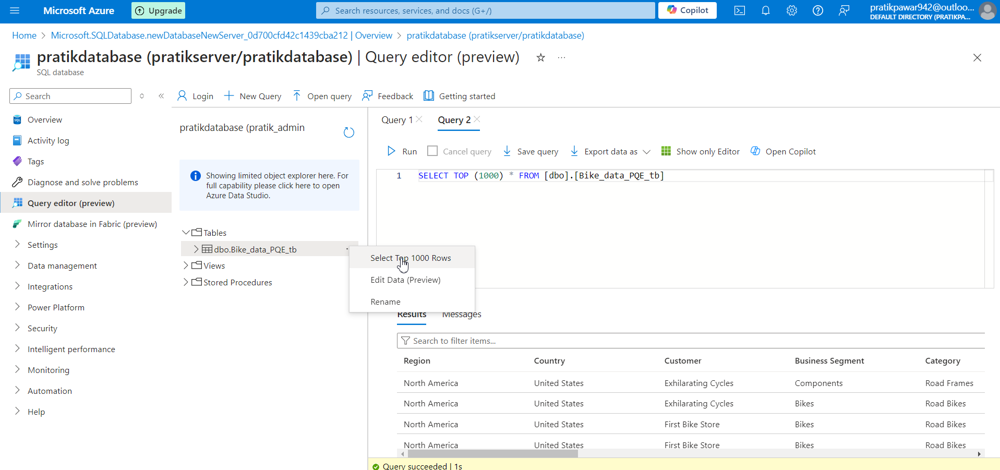 Microsoft Azure
Upgrade
Search resources, services, and docs (G+/)
Copilot
pratikpawar942@outloo...
DEFAULT DIRECTORY (PRATIKPA...
Home > Microsoft.SQLDatabase.newDatabaseNewServer_0d700cfd42c1439cba212 | Overview > pratikdatabase (pratikserver/pratikdatabase)
pratikdatabase (pratikserver/pratikdatabase) | Query editor (preview)
SQL database
Search
Login
New Query
Open query
Feedback
Getting started
Overview
Activity log
Tags
Diagnose and solve problems
Query editor (preview)
Mirror database in Fabric (preview)
Settings
Data management
Integrations
Power Platform
Security
Intelligent performance
Monitoring
Automation
Help
pratikdatabase (pratik_admin
Showing limited object explorer here. For
full capability please click here to open
Azure Data Studio.
Tables
dbo.Bike_data_PQE_tb
Views
Stored Procedures
Select Top 1000 Rows
Edit Data (Preview)
Rename
Query 1
Query 2
Run
Cancel query
Save query
Export data as
Show only Editor
Open Copilot
1 SELECT TOP (1000) * FROM [dbo].[Bike_data_PQE_tb]
Results
Messages
Search to filter items...
Region Country Customer Business Segment Category
North America United States Exhilarating Cycles Components Road Frames
North America United States Exhilarating Cycles Bikes Road Bikes
North America United States First Bike Store Bikes Road Bikes
North America United States First Bike Store Bikes Road Bikes
Query succeeded | 1s